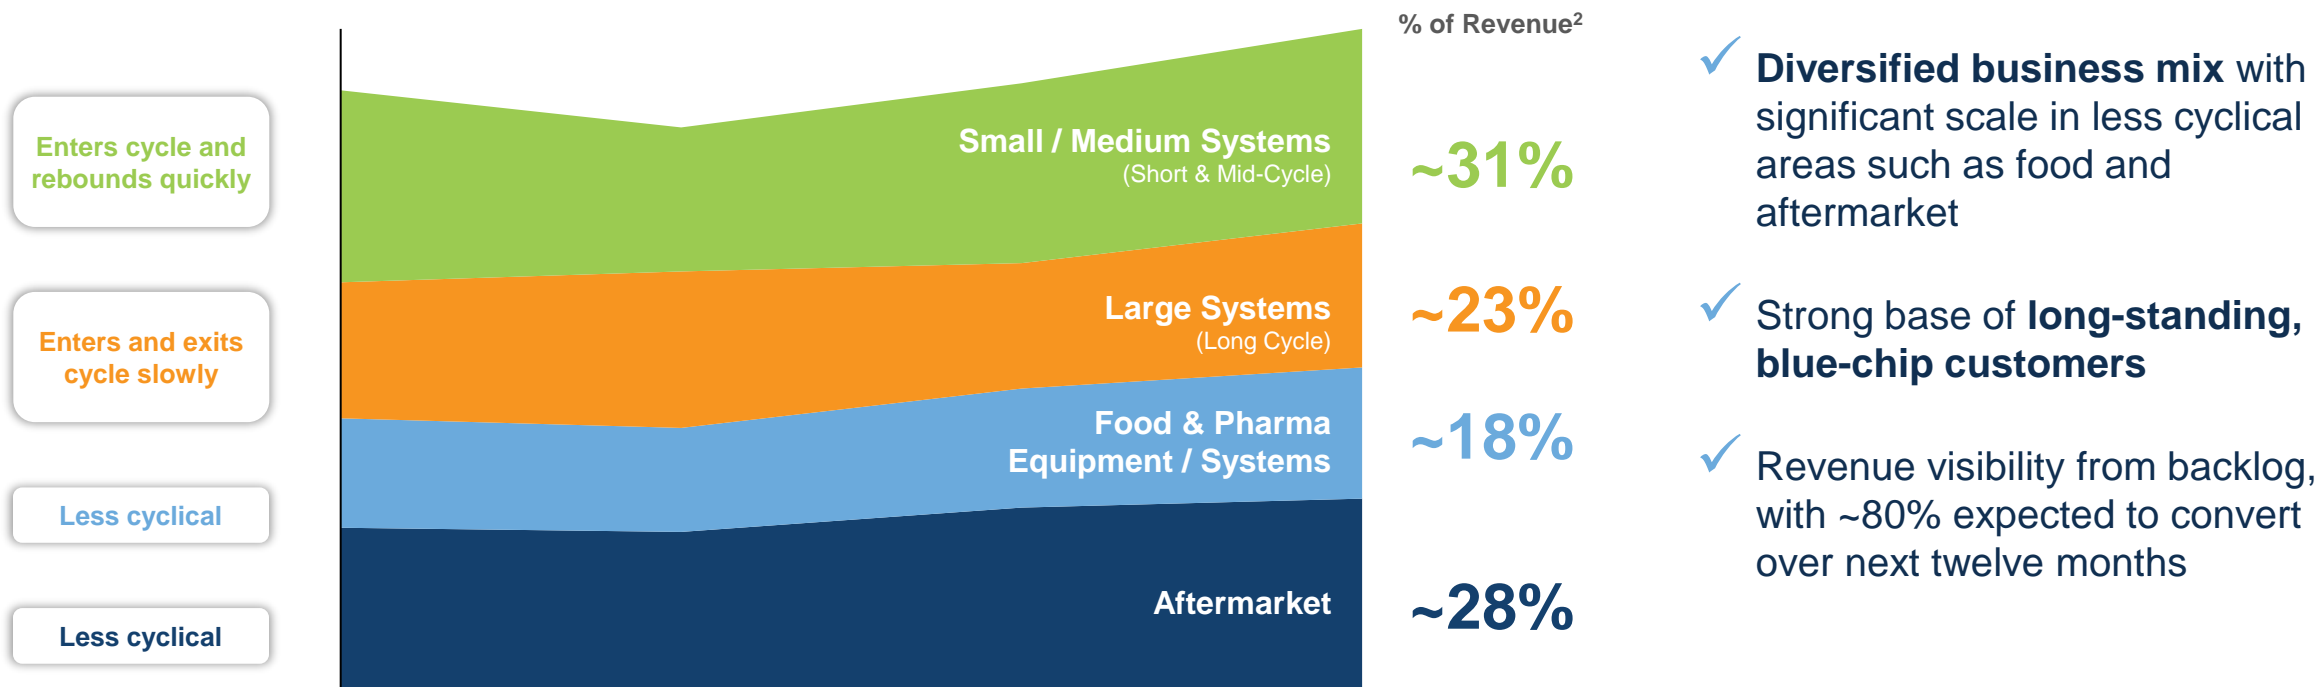 % of Revenue²
Enters cycle and
rebounds quickly
Small / Medium Systems
(Short & Mid-Cycle)
~31%
Enters and exits
cycle slowly
Large Systems
(Long Cycle)
~23%
Less cyclical
Food & Pharma
Equipment / Systems
~18%
Less cyclical
Aftermarket
~28%
✓ Diversified business mix with
significant scale in less cyclical
areas such as food and
aftermarket
✓ Strong base of long-standing,
blue-chip customers
✓ Revenue visibility from backlog,
with ~80% expected to convert
over next twelve months